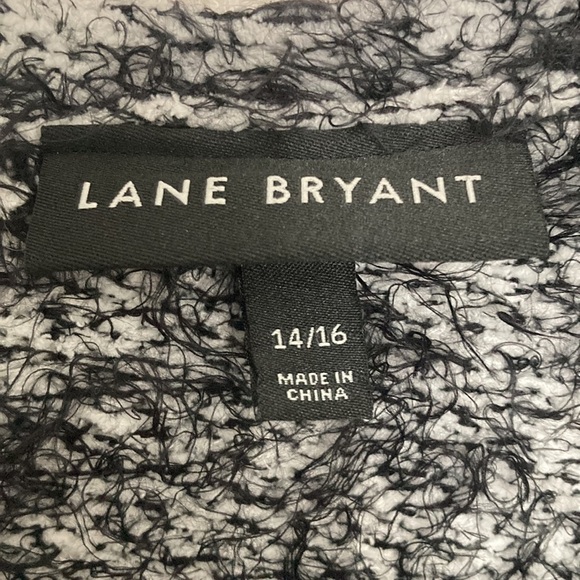 LANE BRYANT
14/16
MADE IN
CHINA